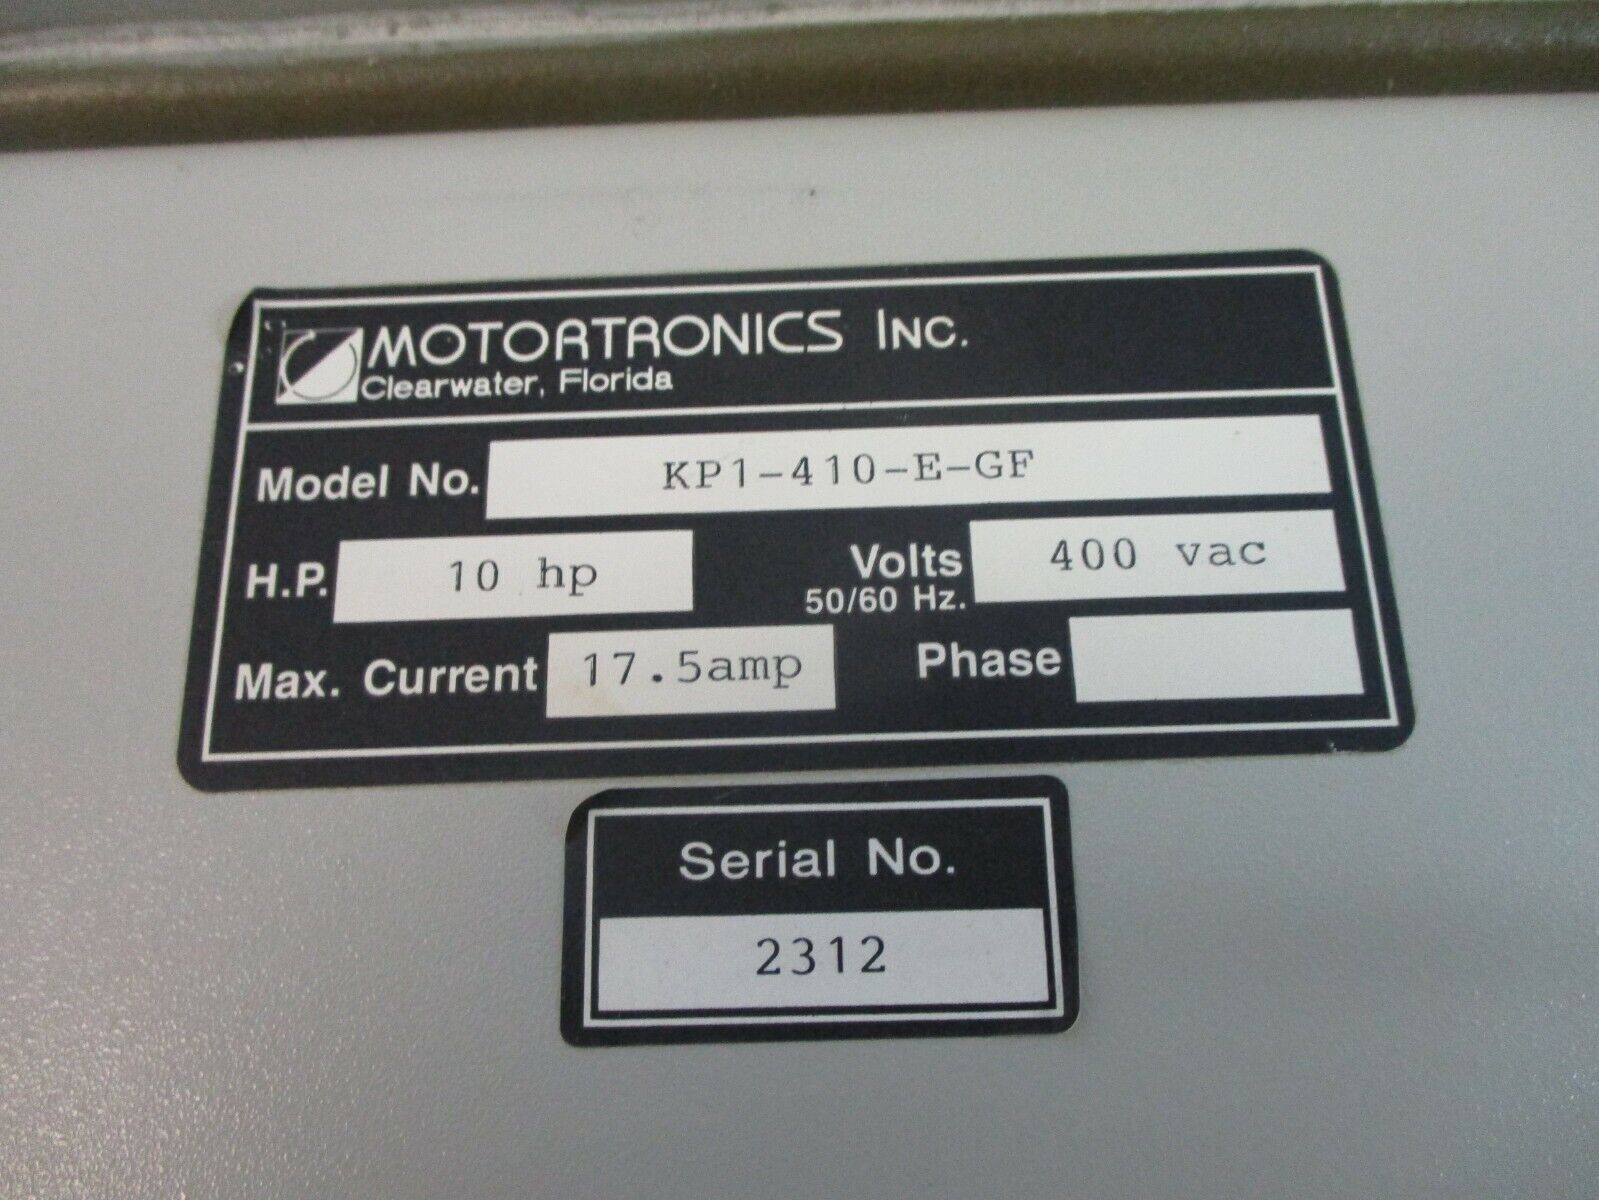 MOTORTRONICS INC.
Clearwater, Florida
Model No. KP1-410-E-GF
H.P. 10 hp Volts 400 vac
50/60 Hz.
Max. Current 17.5amp Phase
Serial No.
2312